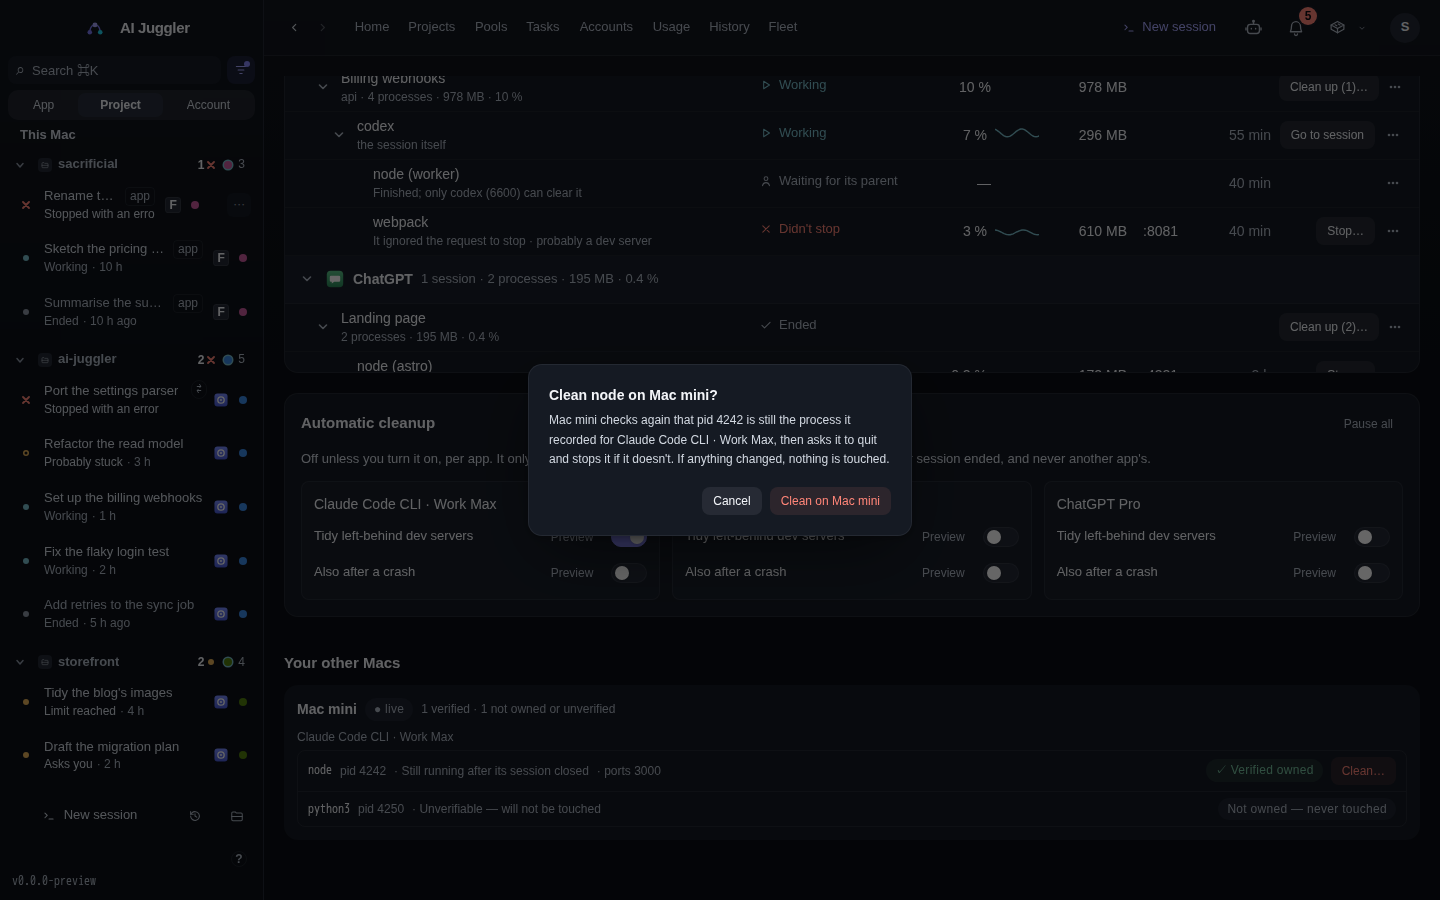 AI Juggler
Search ⌘K
App Project Account
This Mac
sacrificial 1 3
Rename t… app F
Stopped with an erro
Sketch the pricing … app F
Working · 10 h
Summarise the su… app F
Ended · 10 h ago
ai-juggler 2 5
Port the settings parser
Stopped with an error
Refactor the read model
Probably stuck · 3 h
Set up the billing webhooks
Working · 1 h
Fix the flaky login test
Working · 2 h
Add retries to the sync job
Ended · 5 h ago
storefront 2 4
Tidy the blog's images
Limit reached · 4 h
Draft the migration plan
Asks you · 2 h
New session
?
v0.0.0-preview
Home Projects Pools Tasks Accounts Usage History Fleet New session 5 S
Billing webhooks Working 10 % 978 MB Clean up (1)…
api · 4 processes · 978 MB · 10 %
codex Working 7 % 296 MB 55 min Go to session
the session itself
node (worker) Waiting for its parent — 40 min
Finished; only codex (6600) can clear it
webpack Didn't stop 3 % 610 MB :8081 40 min Stop…
It ignored the request to stop · probably a dev server
ChatGPT 1 session · 2 processes · 195 MB · 0.4 %
Landing page Ended Clean up (2)…
2 processes · 195 MB · 0.4 %
node (astro)
Clean node on Mac mini?
Mac mini checks again that pid 4242 is still the process it
recorded for Claude Code CLI · Work Max, then asks it to quit
and stops it if it doesn't. If anything changed, nothing is touched.
Cancel Clean on Mac mini
Automatic cleanup Pause all
Off unless you turn it on, per app. It only session ended, and never another app's.
Claude Code CLI · Work Max
Tidy left-behind dev servers Preview
Also after a crash Preview
Tidy left-behind dev servers Preview
Also after a crash Preview
ChatGPT Pro
Tidy left-behind dev servers Preview
Also after a crash Preview
Your other Macs
Mac mini live 1 verified · 1 not owned or unverified
Claude Code CLI · Work Max
node pid 4242 · Still running after its session closed · ports 3000 ✓ Verified owned Clean…
python3 pid 4250 · Unverifiable — will not be touched Not owned — never touched